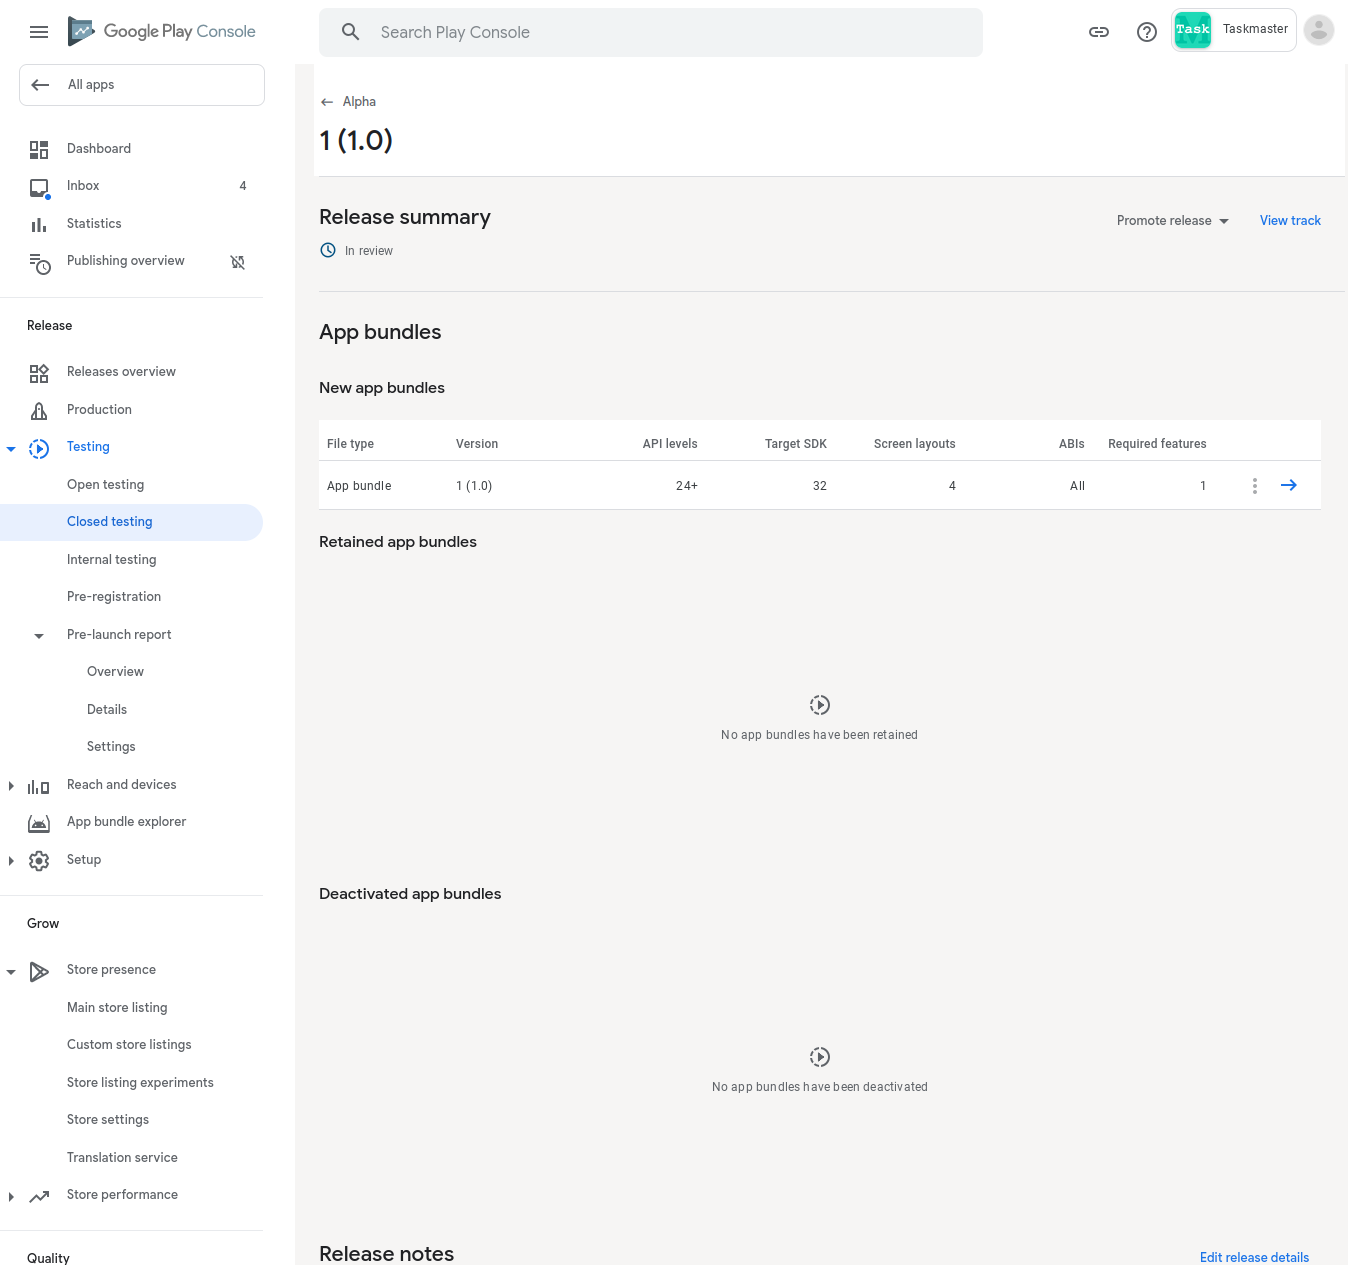 Google Play Console
Search Play Console
Task
Taskmaster
All apps
Dashboard
Inbox 4
Statistics
Publishing overview
Release
Releases overview
Production
Testing
Open testing
Closed testing
Internal testing
Pre-registration
Pre-launch report
Overview
Details
Settings
Reach and devices
App bundle explorer
Setup
Grow
Store presence
Main store listing
Custom store listings
Store listing experiments
Store settings
Translation service
Store performance
Quality
Alpha
1 (1.0)
Release summary
Promote release View track
In review
App bundles
New app bundles
File type Version API levels Target SDK Screen layouts ABIs Required features
App bundle 1 (1.0) 24+ 32 4 All 1
Retained app bundles
No app bundles have been retained
Deactivated app bundles
No app bundles have been deactivated
Release notes Edit release details